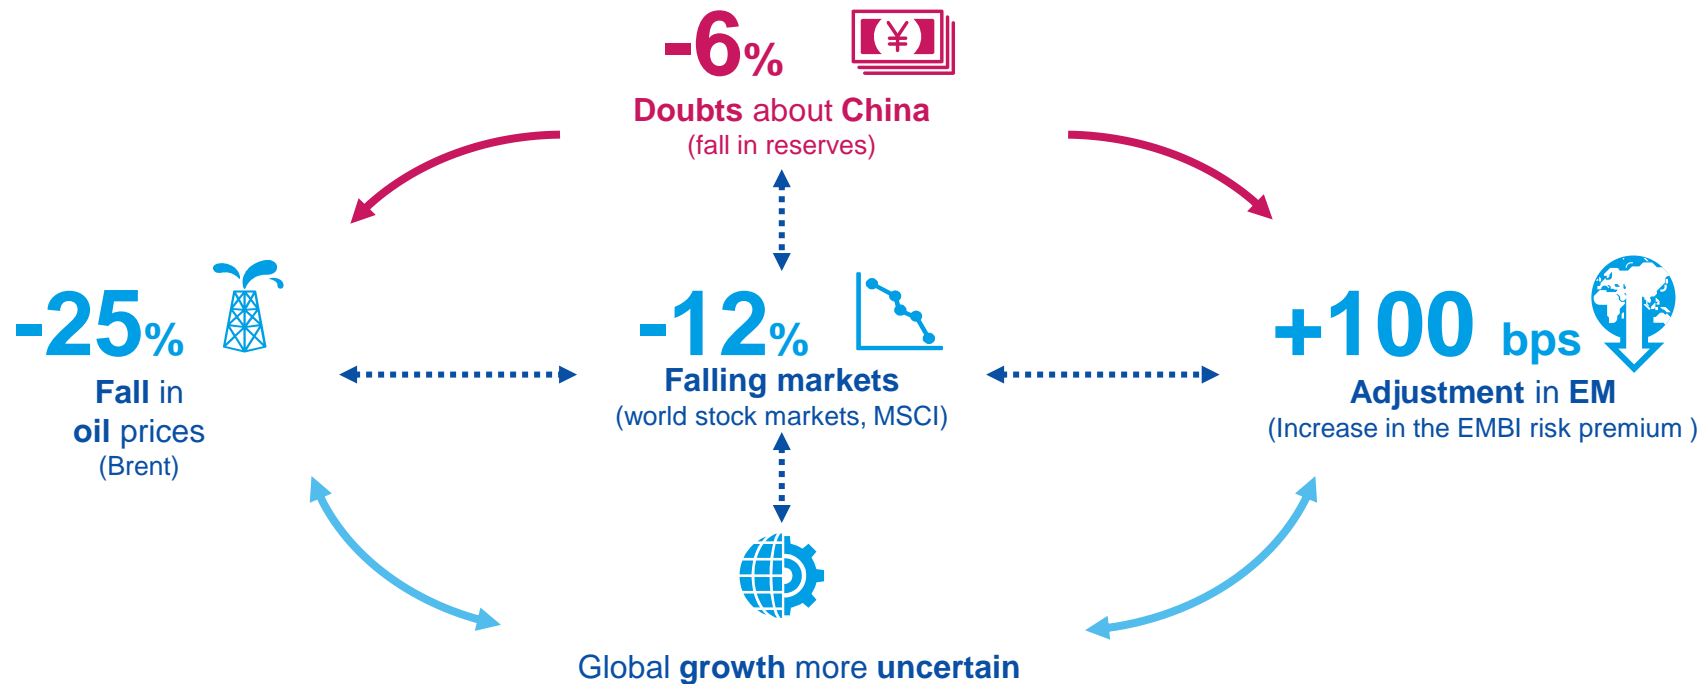 -6%
¥
Doubts about China
(fall in reserves)
-25%
Fall in
oil prices
(Brent)
-12%
Falling markets
(world stock markets, MSCI)
+100 bps
Adjustment in EM
(Increase in the EMBI risk premium )
Global growth more uncertain